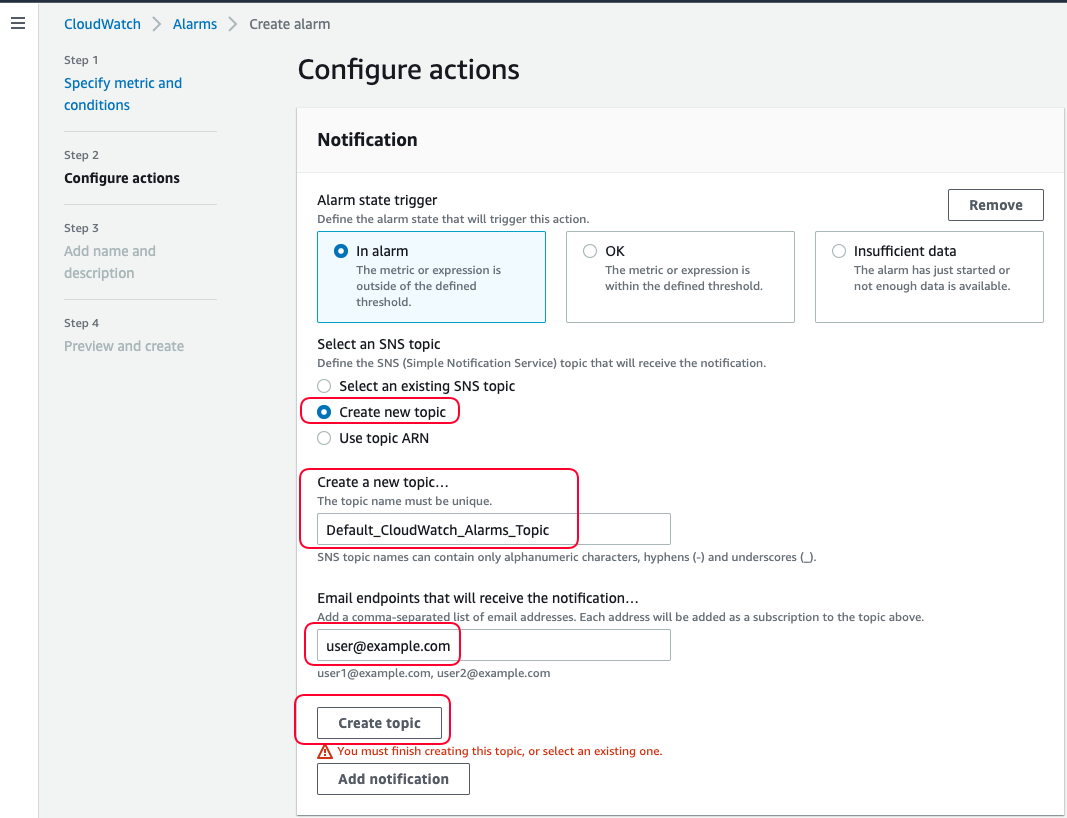 CloudWatch > Alarms > Create alarm
Step 1
Specify metric and
conditions
Step 2
Configure actions
Step 3
Add name and
description
Step 4
Preview and create
Configure actions
Notification
Alarm state trigger
Define the alarm state that will trigger this action.
Remove
In alarm
The metric or expression is
outside of the defined
threshold.
OK
The metric or expression is
within the defined threshold.
Insufficient data
The alarm has just started or
not enough data is available.
Select an SNS topic
Define the SNS (Simple Notification Service) topic that will receive the notification.
Select an existing SNS topic
Create new topic
Use topic ARN
Create a new topic…
The topic name must be unique.
Default_CloudWatch_Alarms_Topic
SNS topic names can contain only alphanumeric characters, hyphens (-) and underscores (_).
Email endpoints that will receive the notification…
Add a comma-separated list of email addresses. Each address will be added as a subscription to the topic above.
user@example.com
user1@example.com, user2@example.com
Create topic
You must finish creating this topic, or select an existing one.
Add notification